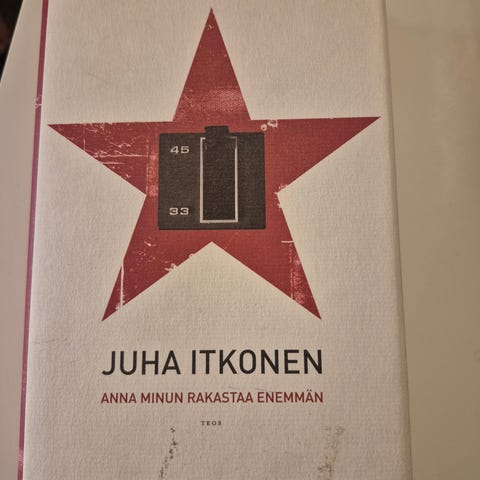 45
33
JUHA ITKONEN
ANNA MINUN RAKASTAA ENEMMÄN
TEOS